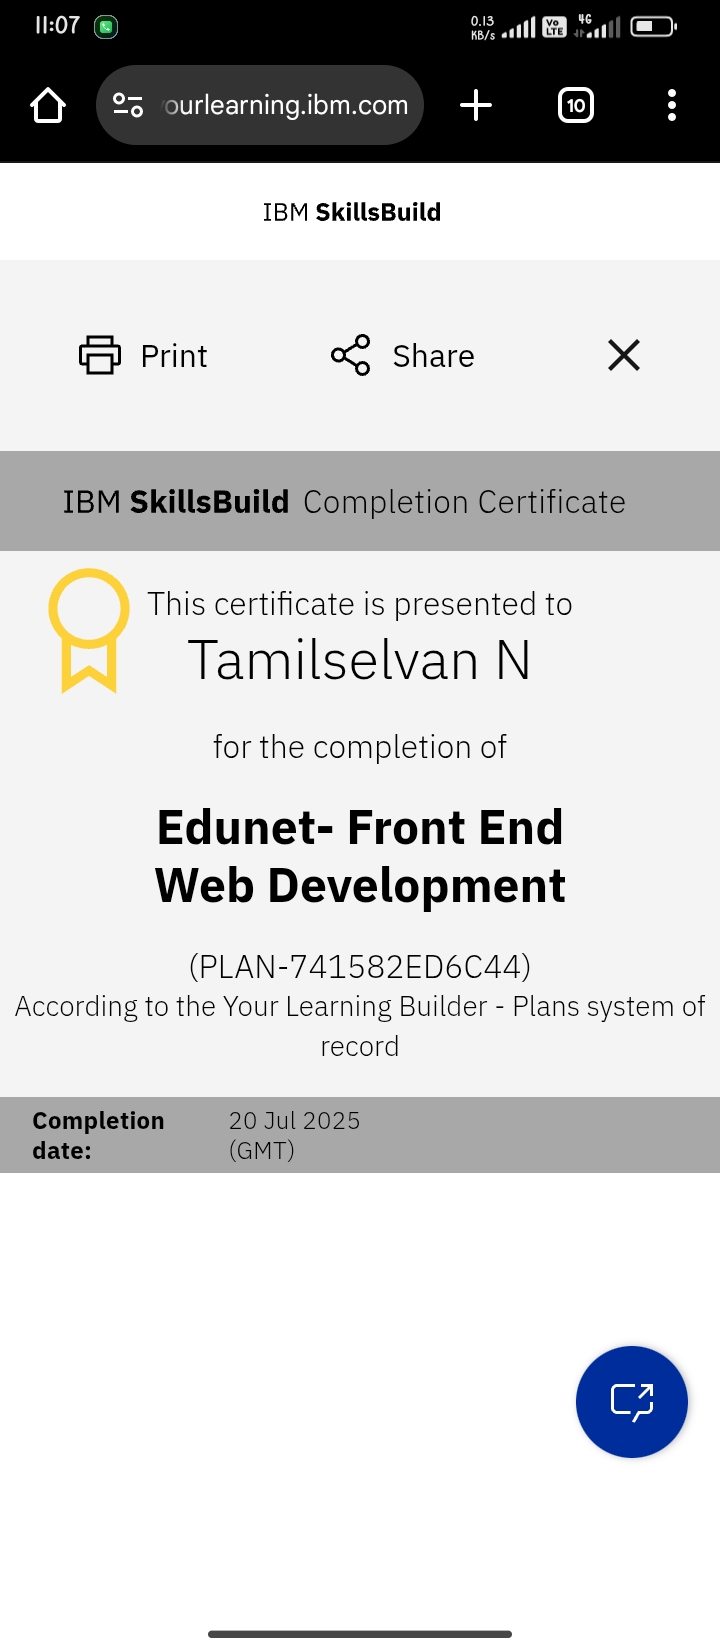 11:07
0.13
KB/s
Vo
LTE
4G
ourlearning.ibm.com
10
IBM SkillsBuild
Print
Share
IBM SkillsBuild Completion Certificate
This certificate is presented to
Tamilselvan N
for the completion of
Edunet- Front End
Web Development
(PLAN-741582ED6C44)
According to the Your Learning Builder - Plans system of
record
Completion
date:
20 Jul 2025
(GMT)